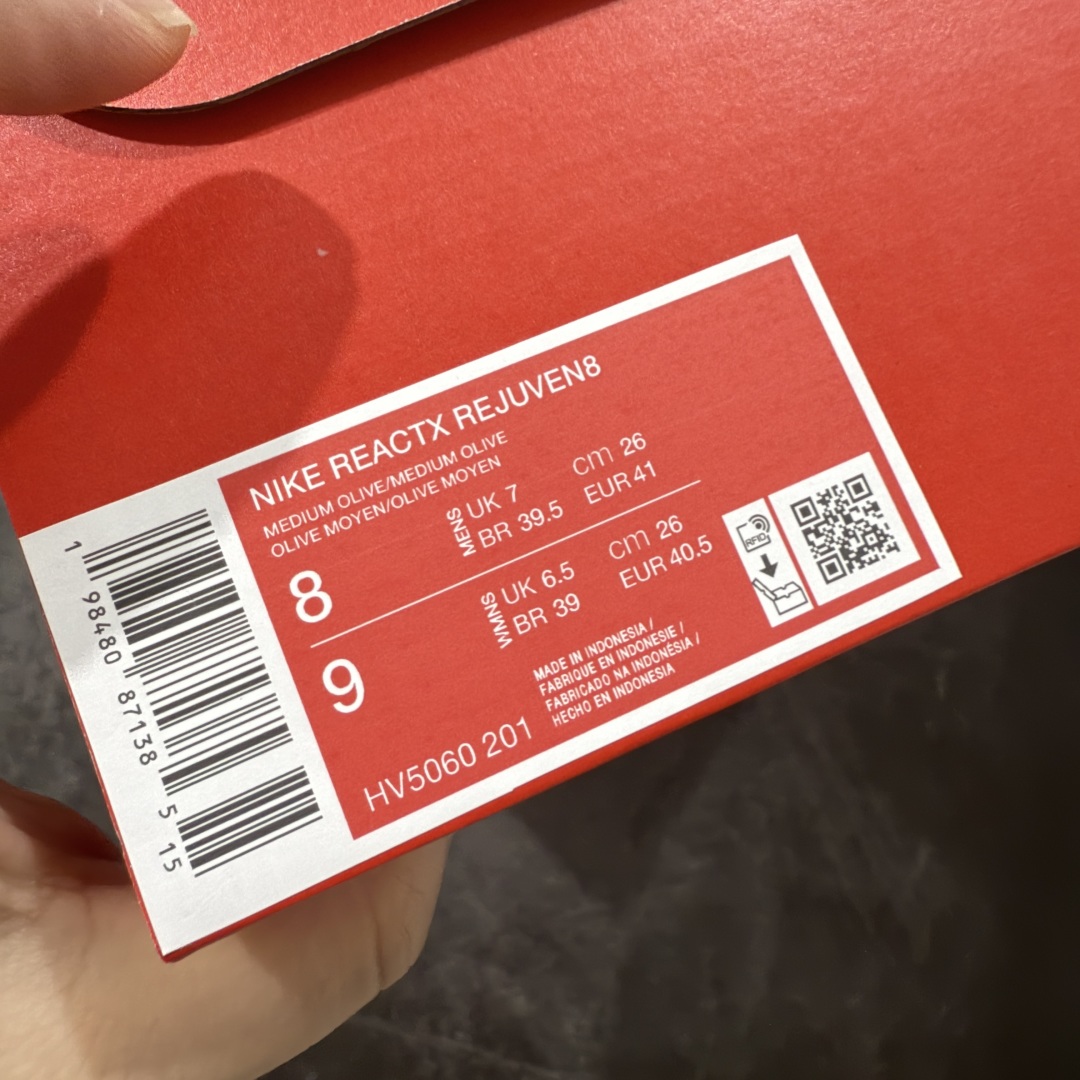 NIKE REACTX REJUVEN8
MEDIUM OLIVE/MEDIUM OLIVE
OLIVE MOYEN/OLIVE MOYEN
8
MENS
UK 7
cm 26
BR 39.5
EUR 41
9
WMNS
UK 6.5
cm 26
BR 39
EUR 40.5
MADE IN INDONESIA /
FABRIQUE EN INDONESIE /
FABRICADO NA INDONÉSIA /
HECHO EN INDONESIA
HV5060 201
RFID
1 98480 87138 5 15